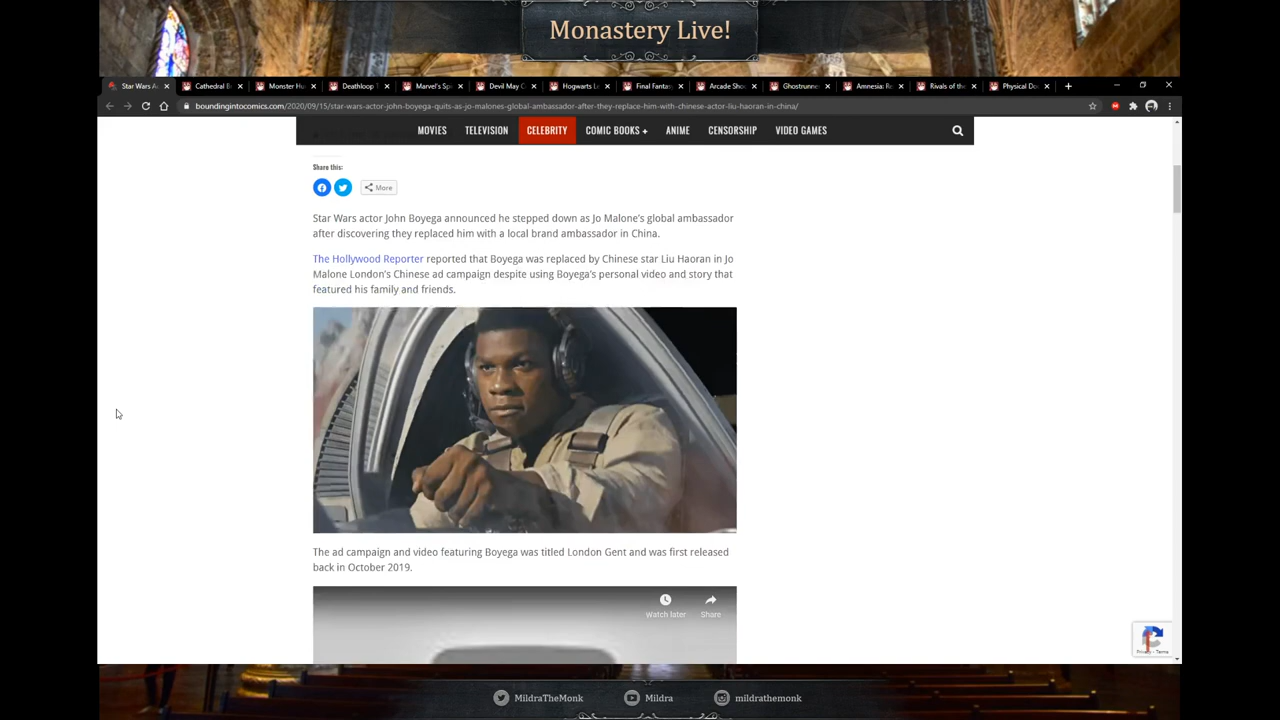 Monastery Live!
Star Wars A
Cathedral B
Monster Hu
Deathloop T
Marvel's Sp
Devil May C
Hogwarts Le
Final Fantas
Arcade Sho
Ghostrunne
Amnesia: Re
Rivals of the
Physical Do
boundingintocomics.com/2020/09/15/star-wars-actor-john-boyega-quits-as-jo-malones-global-ambassador-after-they-replace-him-with-chinese-actor-liu-haoran-in-china/
MOVIES TELEVISION CELEBRITY COMIC BOOKS + ANIME CENSORSHIP VIDEO GAMES
Share this:
More
Star Wars actor John Boyega announced he stepped down as Jo Malone's global ambassador
after discovering they replaced him with a local brand ambassador in China.
The Hollywood Reporter reported that Boyega was replaced by Chinese star Liu Haoran in Jo
Malone London's Chinese ad campaign despite using Boyega's personal video and story that
featured his family and friends.
The ad campaign and video featuring Boyega was titled London Gent and was first released
back in October 2019.
Watch later Share
Privacy - Terms
MildraTheMonk Mildra mildrathemonk